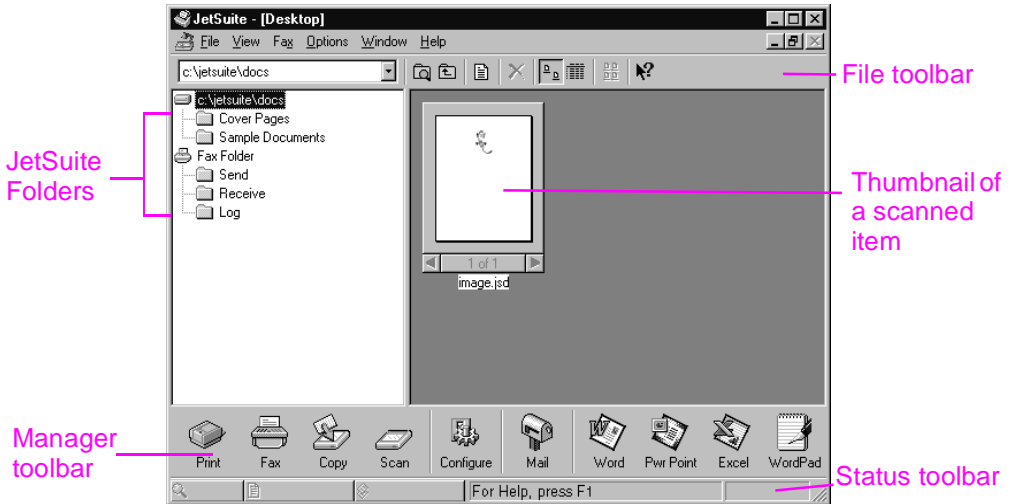 JetSuite - [Desktop]
File View Fax Options Window Help
c:\jetsuite\docs
File toolbar
c:\jetsuite\docs
Cover Pages
Sample Documents
Fax Folder
Send
Receive
Log
JetSuite
Folders
Thumbnail of
a scanned
item
1 of 1
image.jsd
Manager
toolbar
Print Fax Copy Scan Configure Mail Word Pwr Point Excel WordPad
Status toolbar
For Help, press F1